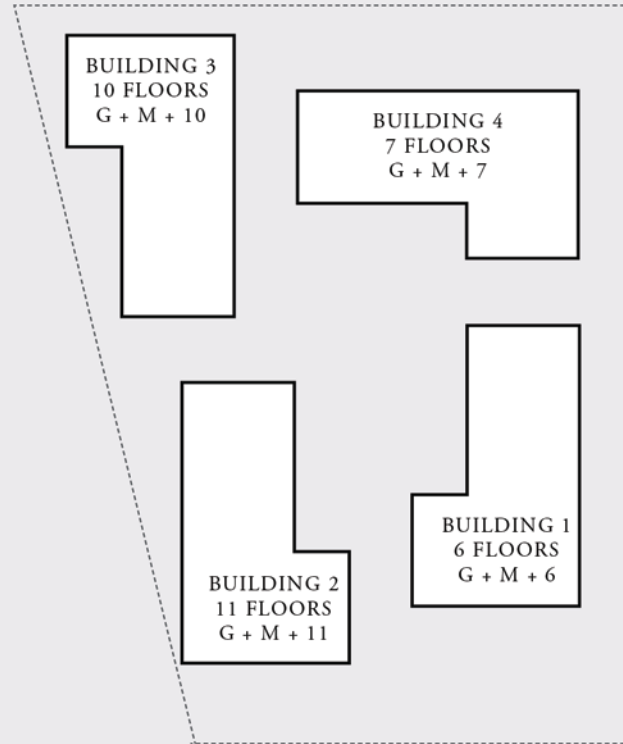 BUILDING 3
10 FLOORS
G + M + 10
BUILDING 4
7 FLOORS
G + M + 7
BUILDING 1
6 FLOORS
G + M + 6
BUILDING 2
11 FLOORS
G + M + 11